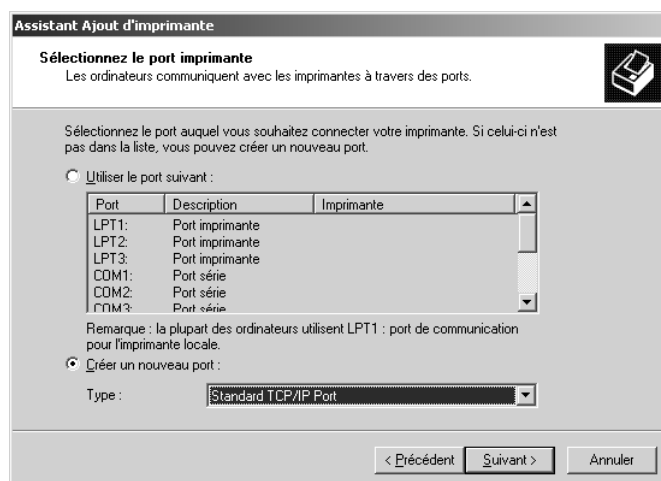 Assistant Ajout d'imprimante
Sélectionnez le port imprimante
Les ordinateurs communiquent avec les imprimantes à travers des ports.
Sélectionnez le port auquel vous souhaitez connecter votre imprimante. Si celui-ci n'est
pas dans la liste, vous pouvez créer un nouveau port.
Utiliser le port suivant :
Port Description Imprimante
LPT1: Port imprimante
LPT2: Port imprimante
LPT3: Port imprimante
COM1: Port série
COM2: Port série
COM3: Port série
Remarque : la plupart des ordinateurs utilisent LPT1 : port de communication
pour l'imprimante locale.
Créer un nouveau port :
Type : Standard TCP/IP Port
< Précédent Suivant > Annuler